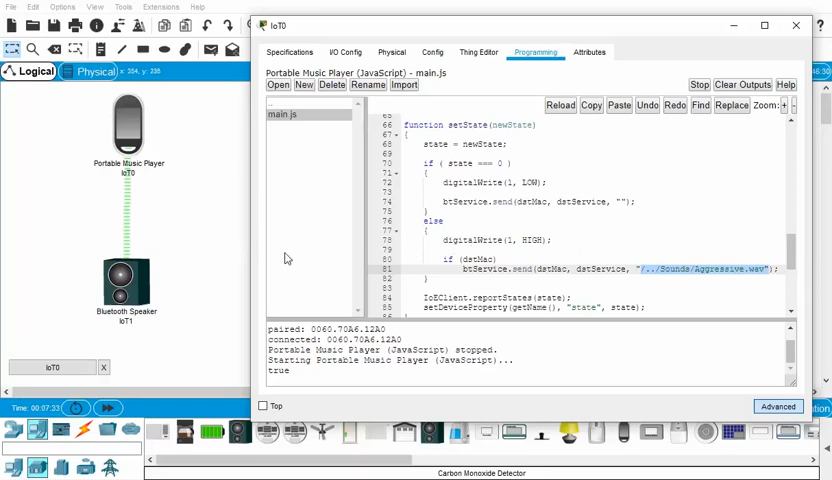 File Edit Options View Tools Extensions Window Help
IoT0
Logical
Physical
x: 354, y: 235
46:30
Specifications
I/O Config
Physical
Config
Thing Editor
Programming
Attributes
Portable Music Player (JavaScript) - main.js
Open
New
Delete
Rename
Import
Stop
Clear Outputs
Help
Reload
Copy
Paste
Undo
Redo
Find
Replace
Zoom:
+
-
..
main.js
65
66 function setState(newState)
67 {
68 state = newState;
69
70 if ( state === 0 )
71 {
72 digitalWrite(1, LOW);
73
74 btService.send(dstMac, dstService, "");
75 }
76 else
77 {
78 digitalWrite(1, HIGH);
79
80 if (dstMac)
81 btService.send(dstMac, dstService, "/../Sounds/Aggressive.wav");
82 }
83
84 IoEClient.reportStates(state);
85 setDeviceProperty(getName(), "state", state);
86
Portable Music Player
IoT0
Bluetooth Speaker
IoT1
IoT0
X
paired: 0060.70A6.12A0
connected: 0060.70A6.12A0
Portable Music Player (JavaScript) stopped.
Starting Portable Music Player (JavaScript)...
true
Top
Advanced
Time: 00:07:33
Carbon Monoxide Detector